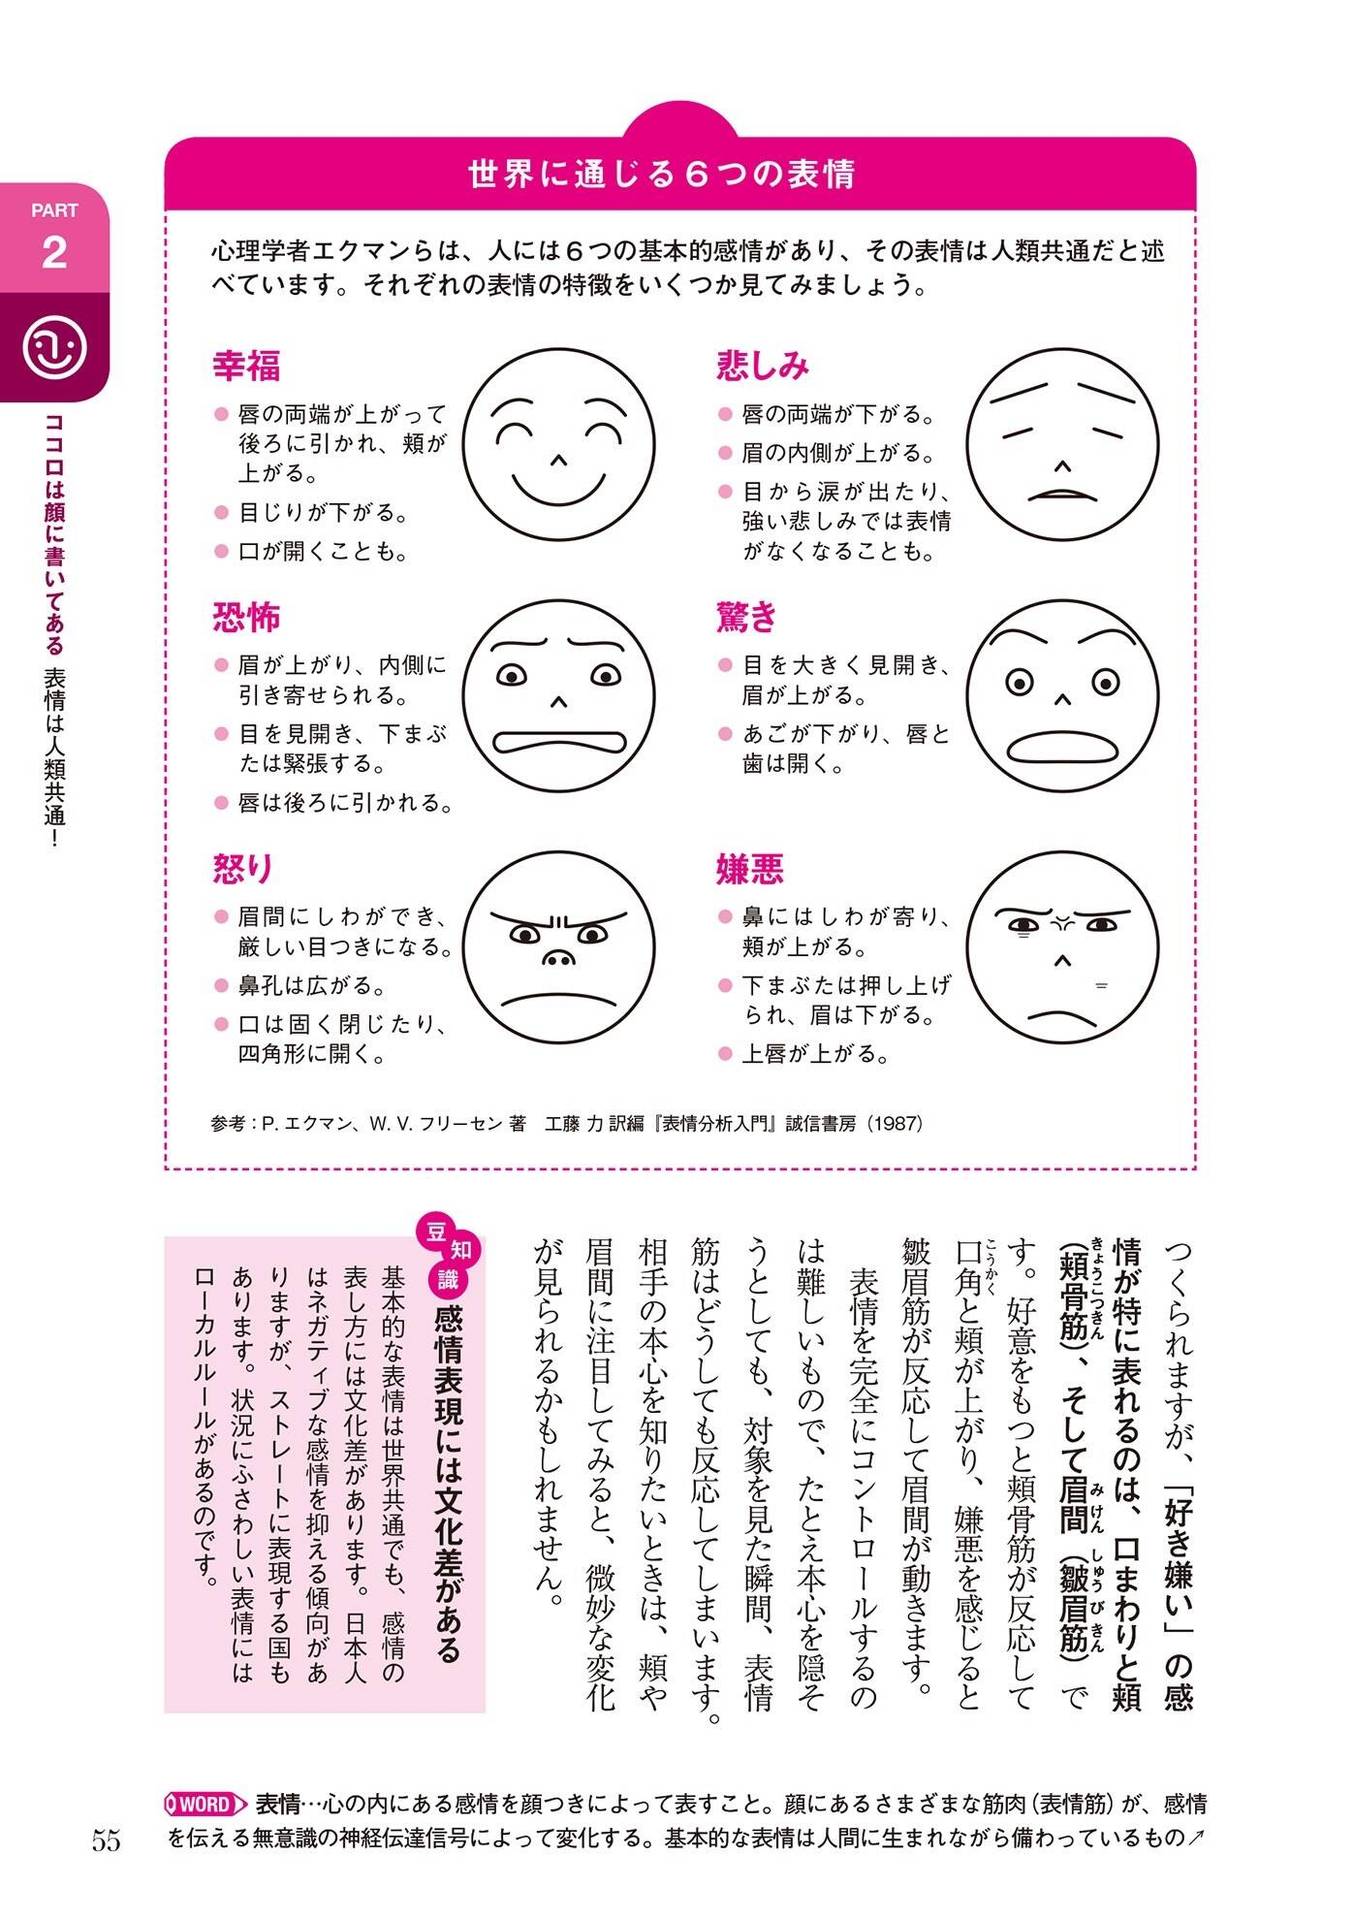 世界に通じる6つの表情
心理学者エクマンらは、人には6つの基本的感情があり、その表情は人類共通だと述
べています。それぞれの表情の特徴をいくつか見てみましょう。
幸福
● 唇の両端が上がって
後ろに引かれ、頬が
上がる。
● 目じりが下がる。
● 口が開くことも。
悲しみ
● 唇の両端が下がる。
● 眉の内側が上がる。
● 目から涙が出たり、
強い悲しみでは表情
がなくなることも。
恐怖
● 眉が上がり、内側に
引き寄せられる。
● 目を見開き、下まぶ
たは緊張する。
● 唇は後ろに引かれる。
驚き
● 目を大きく見開き、
眉が上がる。
● あごが下がり、唇と
歯は開く。
怒り
● 眉間にしわができ、
厳しい目つきになる。
● 鼻孔は広がる。
● 口は固く閉じたり、
四角形に開く。
嫌悪
● 鼻にはしわが寄り、
頬が上がる。
● 下まぶたは押し上げ
られ、眉は下がる。
● 上唇が上がる。
参考：P. エクマン、W. V. フリーセン 著　工藤 力 訳編『表情分析入門』誠信書房（1987）
PART
2
ココロは顔に書いてある 表情は人類共通！
つくられますが、「好き嫌い」の感
情が特に表れるのは、口まわりと頬
（頬骨筋）、そして眉間（皺眉筋）で
きょうこつきん　みけん　しゅうびきん
す。好意をもつと頬骨筋が反応して
口角と頬が上がり、嫌悪を感じると
こうかく
皺眉筋が反応して眉間が動きます。
表情を完全にコントロールするの
は難しいもので、たとえ本心を隠そ
うとしても、対象を見た瞬間、表情
筋はどうしても反応してしまいます。
相手の本心を知りたいときは、頬や
眉間に注目してみると、微妙な変化
が見られるかもしれません。
豆知識
感情表現には文化差がある
基本的な表情は世界共通でも、感情の
表し方には文化差があります。日本人
はネガティブな感情を抑える傾向があ
りますが、ストレートに表現する国も
あります。状況にふさわしい表情には
ローカルルールがあるのです。
WORD 表情…心の内にある感情を顔つきによって表すこと。顔にあるさまざまな筋肉（表情筋）が、感情
を伝える無意識の神経伝達信号によって変化する。基本的な表情は人間に生まれながら備わっているもの↗
55